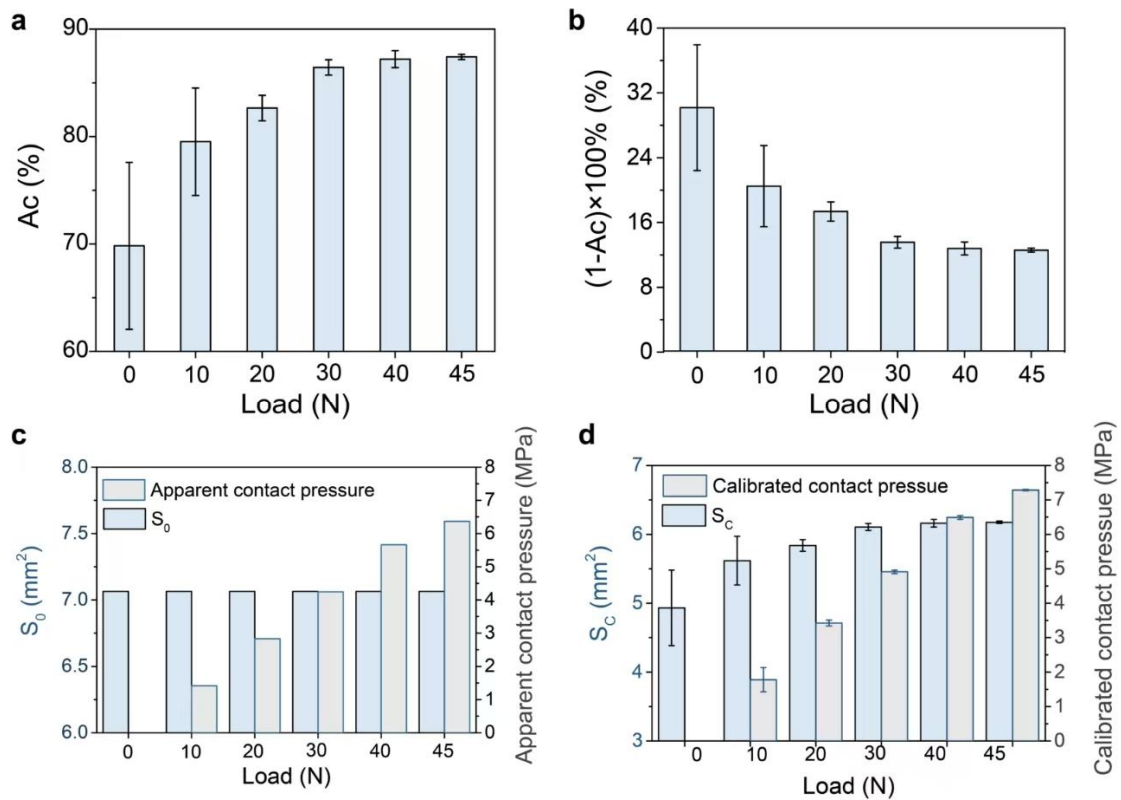 a
90
80
70
60
Ac (%)
0 10 20 30 40 45
Load (N)
b
40
32
24
16
8
0
(1-Ac)×100% (%)
0 10 20 30 40 45
Load (N)
c
8.0
7.5
7.0
6.5
6.0
S0 (mm2)
Apparent contact pressure
S0
8
7
6
5
4
3
2
1
0
Apparent contact pressure (MPa)
0 10 20 30 40 45
Load (N)
d
7
6
5
4
3
SC (mm2)
Calibrated contact pressue
SC
8
7
6
5
4
3
2
1
0
Calibrated contact pressure (MPa)
0 10 20 30 40 45
Load (N)